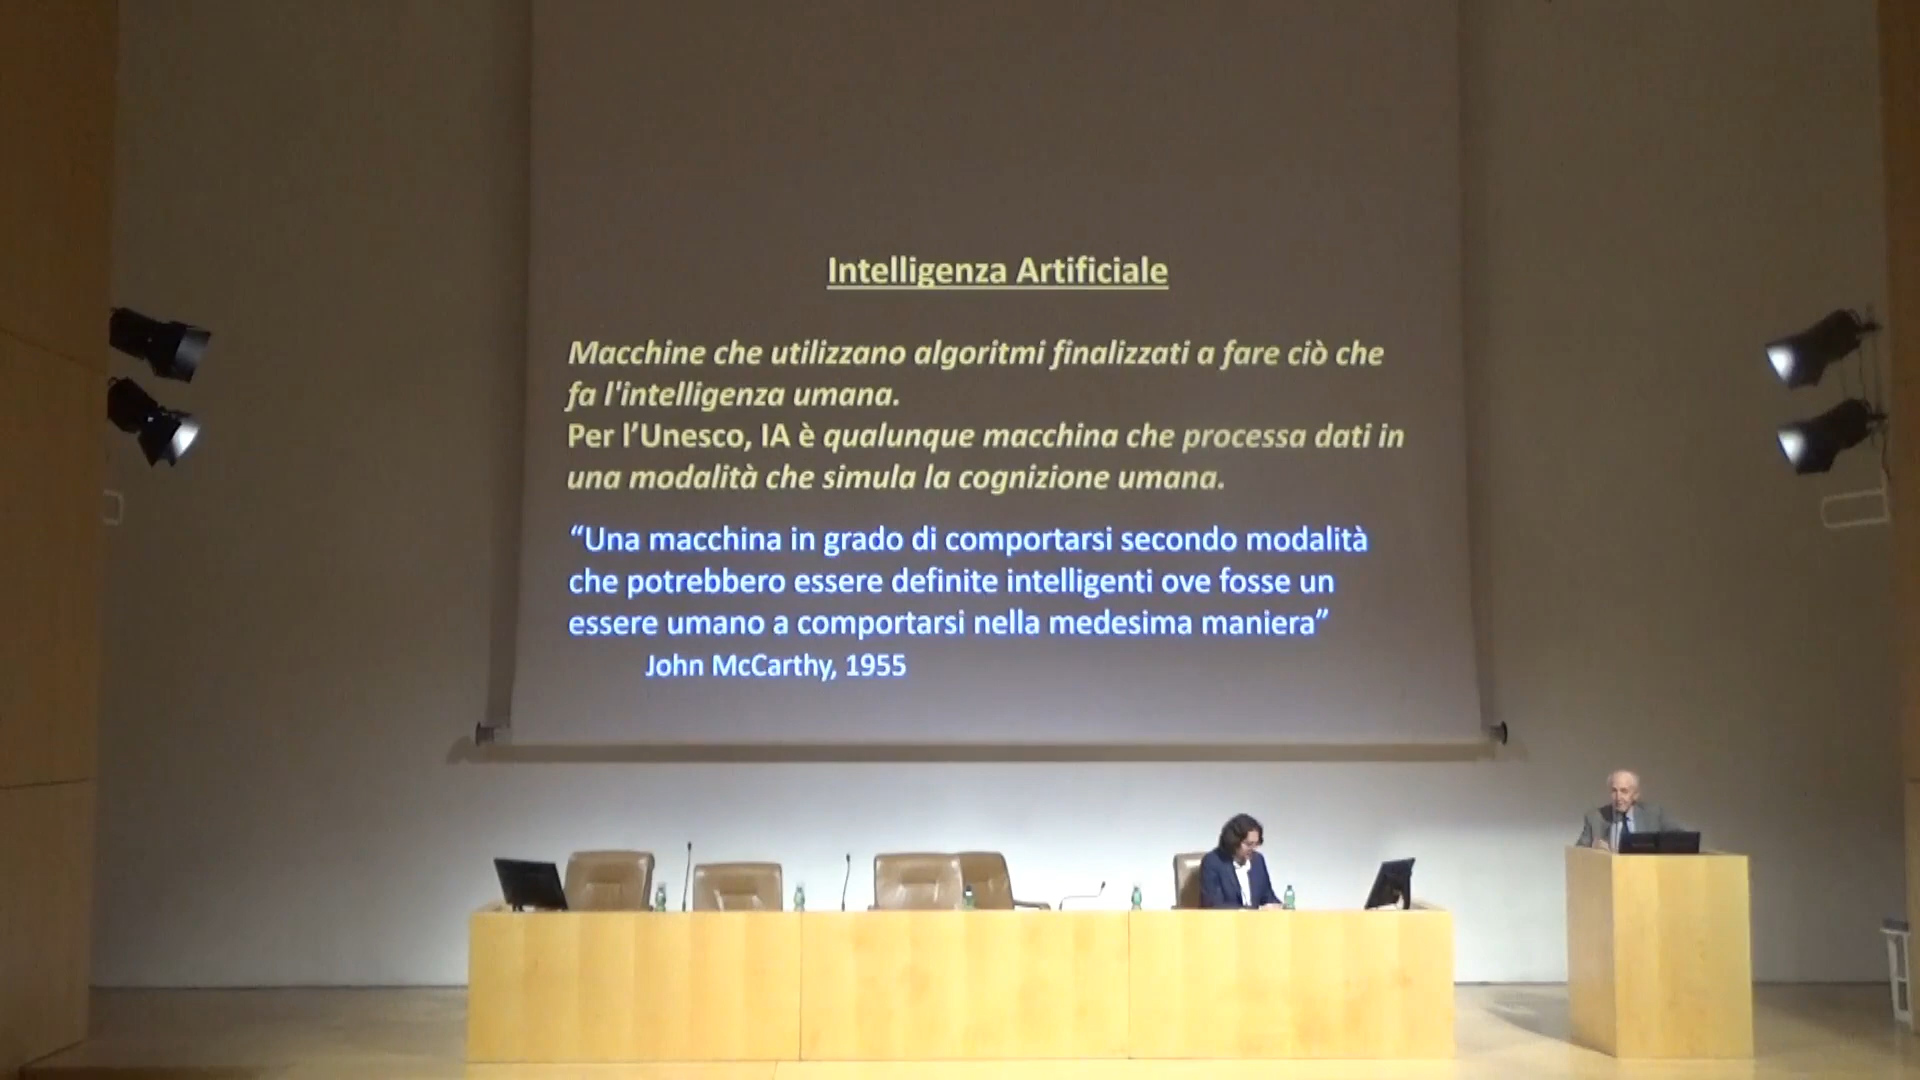 Intelligenza Artificiale
Macchine che utilizzano algoritmi finalizzati a fare ciò che
fa l'intelligenza umana.
Per l’Unesco, IA è qualunque macchina che processa dati in
una modalità che simula la cognizione umana.
“Una macchina in grado di comportarsi secondo modalità
che potrebbero essere definite intelligenti ove fosse un
essere umano a comportarsi nella medesima maniera”
John McCarthy, 1955